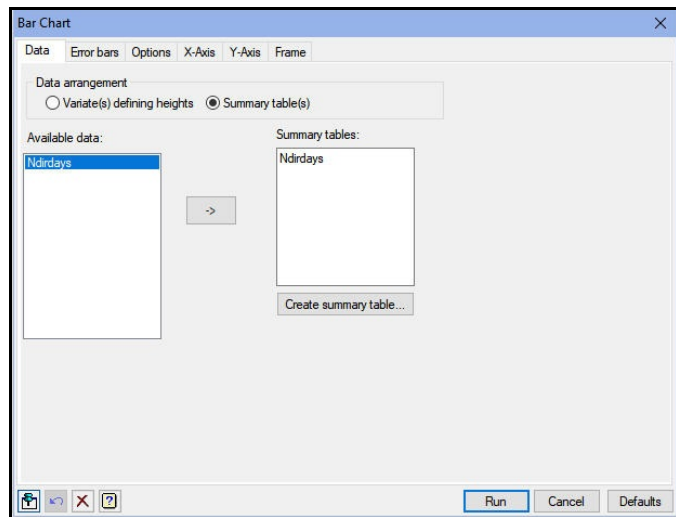 Bar Chart
Data Error bars Options X-Axis Y-Axis Frame
Data arrangement
Variate(s) defining heights Summary table(s)
Available data:
Summary tables:
Ndirdays
Ndirdays
->
Create summary table...
Run Cancel Defaults